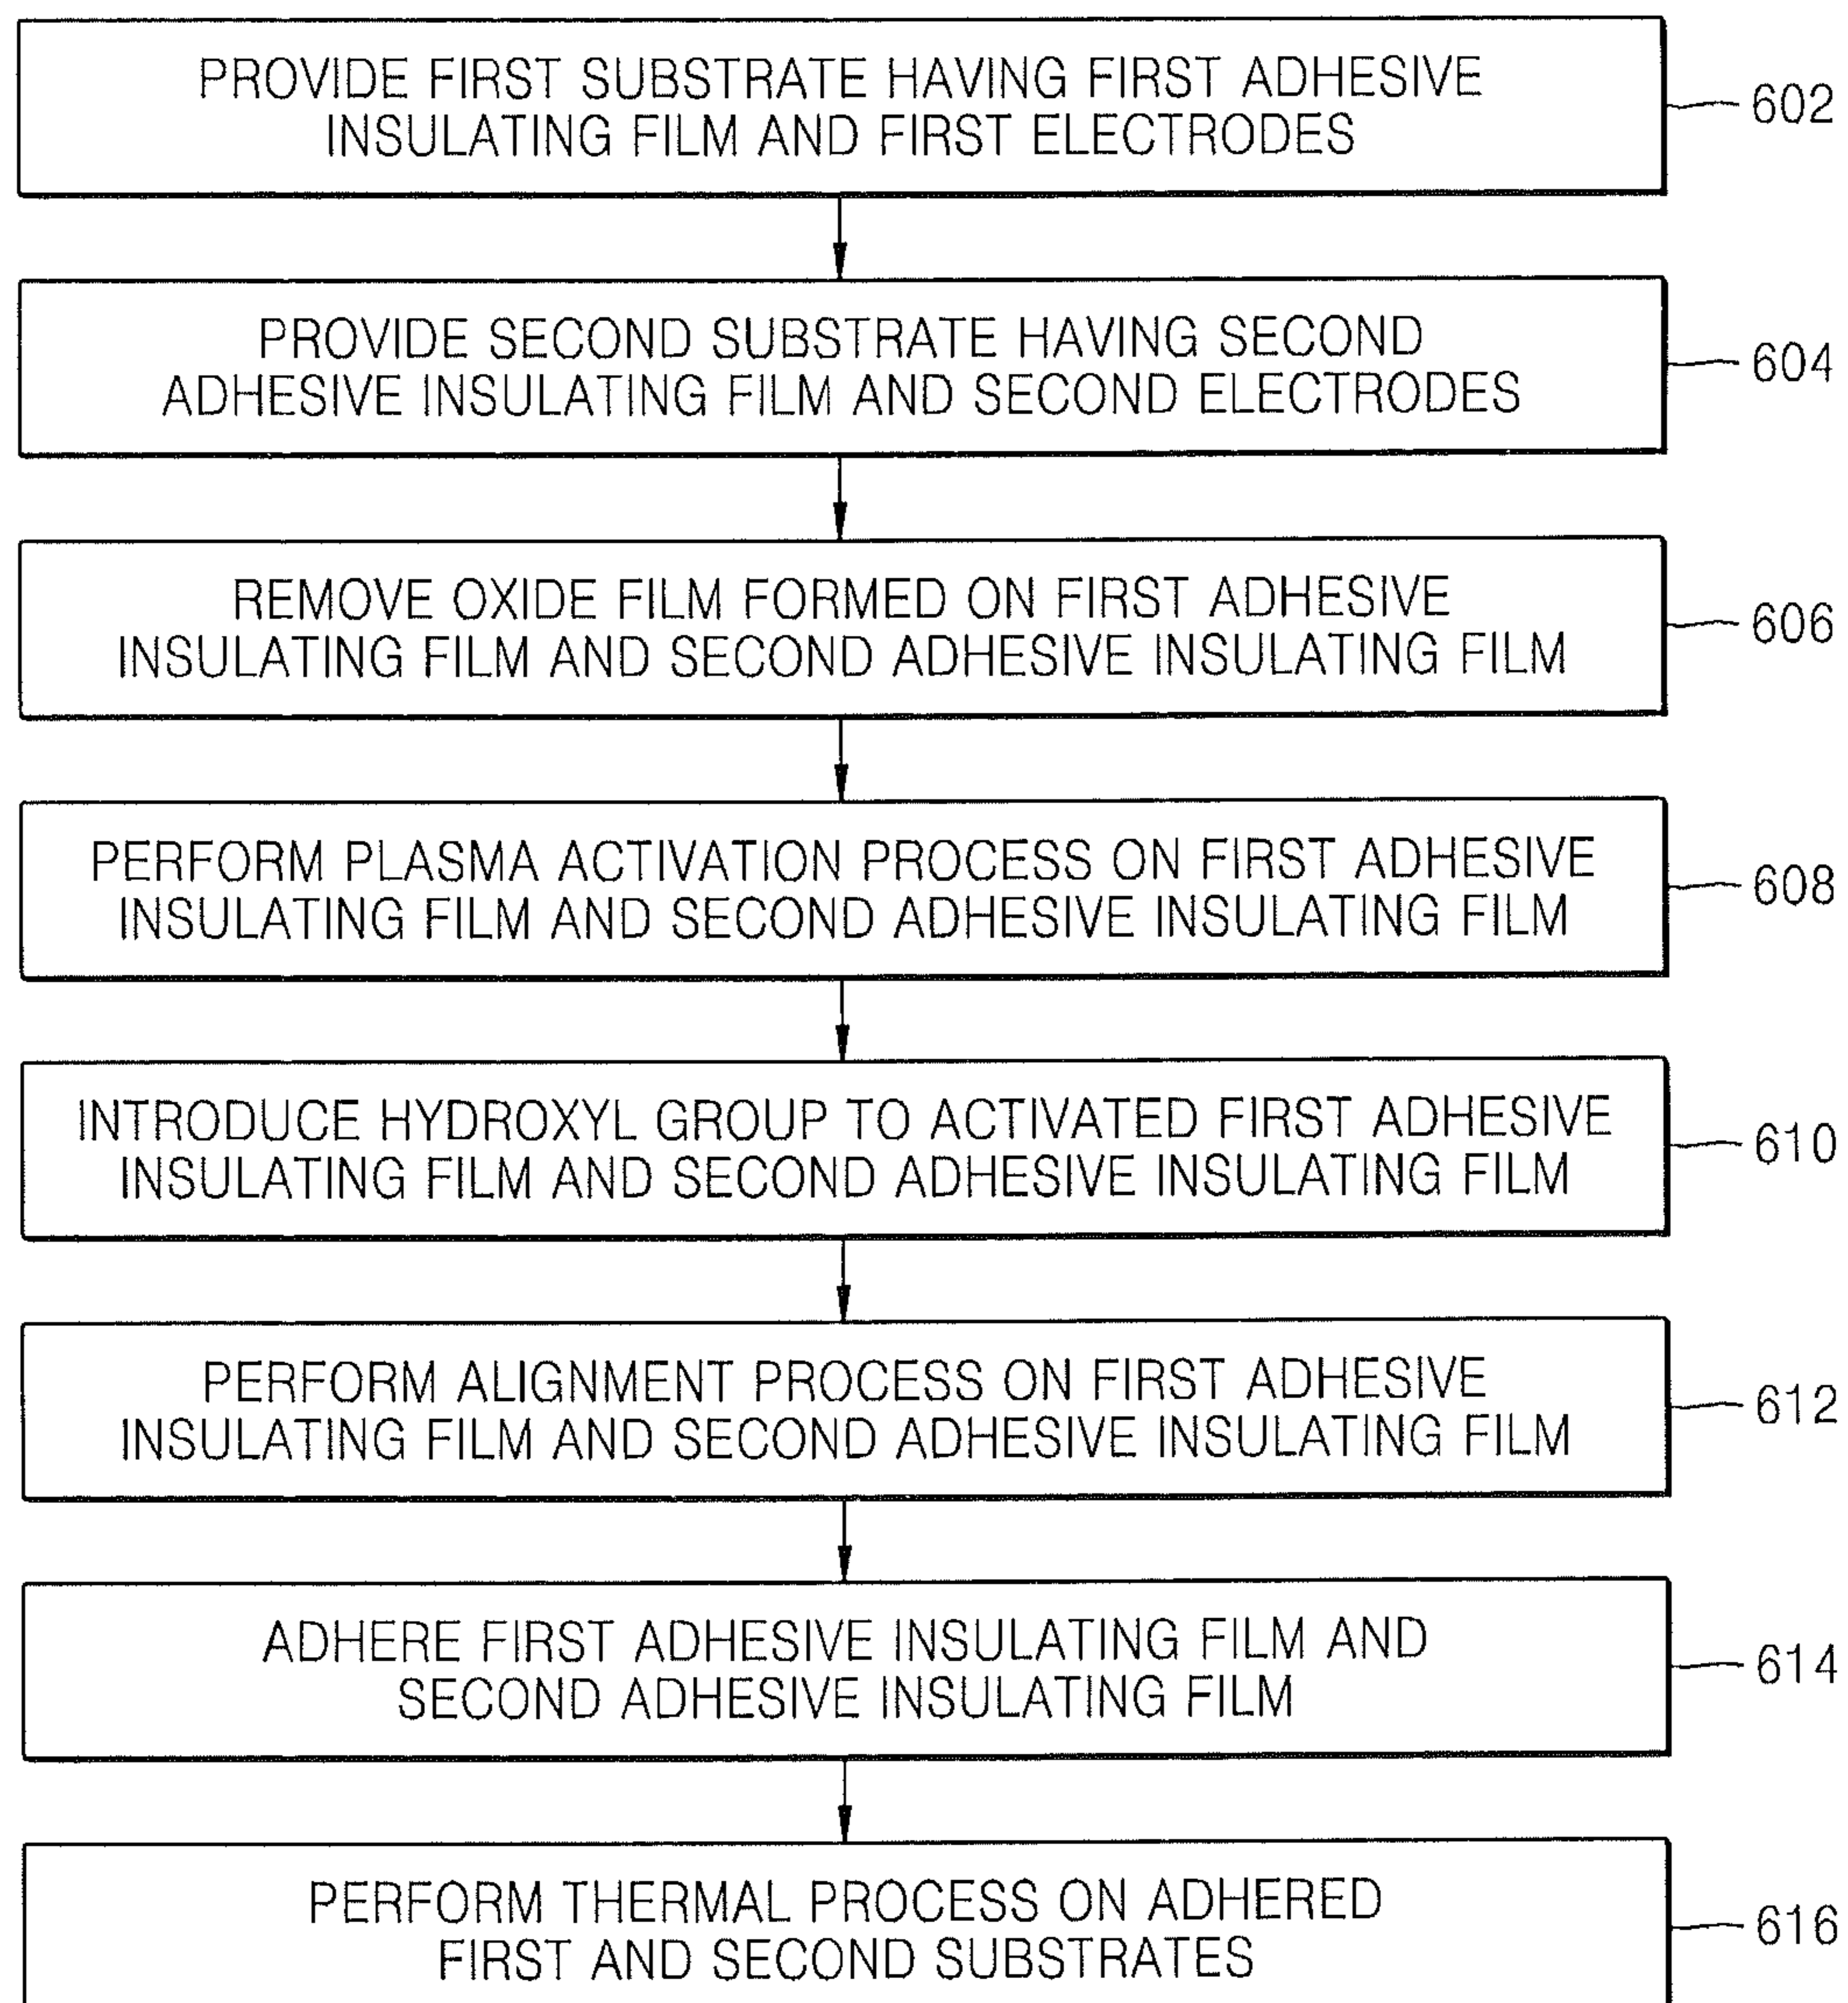 PROVIDE FIRST SUBSTRATE HAVING FIRST ADHESIVE
INSULATING FILM AND FIRST ELECTRODES
602
PROVIDE SECOND SUBSTRATE HAVING SECOND
ADHESIVE INSULATING FILM AND SECOND ELECTRODES
604
REMOVE OXIDE FILM FORMED ON FIRST ADHESIVE
INSULATING FILM AND SECOND ADHESIVE INSULATING FILM
606
PERFORM PLASMA ACTIVATION PROCESS ON FIRST ADHESIVE
INSULATING FILM AND SECOND ADHESIVE INSULATING FILM
608
INTRODUCE HYDROXYL GROUP TO ACTIVATED FIRST ADHESIVE
INSULATING FILM AND SECOND ADHESIVE INSULATING FILM
610
PERFORM ALIGNMENT PROCESS ON FIRST ADHESIVE
INSULATING FILM AND SECOND ADHESIVE INSULATING FILM
612
ADHERE FIRST ADHESIVE INSULATING FILM AND
SECOND ADHESIVE INSULATING FILM
614
PERFORM THERMAL PROCESS ON ADHERED
FIRST AND SECOND SUBSTRATES
616